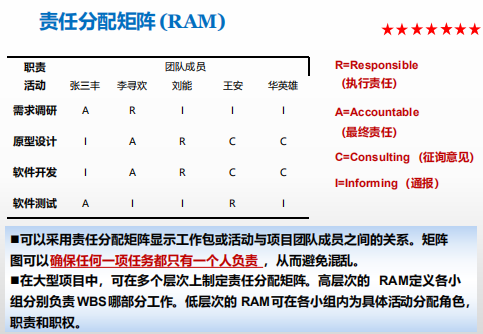 责任分配矩阵 (RAM)
★★★★★★★
职责 团队成员
活动 张三丰 李寻欢 刘能 王安 华英雄
需求调研 A R I I I
原型设计 I A R C C
软件开发 I A R C C
软件测试 A I I R I
R=Responsible
(执行责任)
A=Accountable
(最终责任)
C=Consulting (征询意见)
I=Informing (通报)
■可以采用责任分配矩阵显示工作包或活动与项目团队成员之间的关系。矩阵
图可以确保任何一项任务都只有一个人负责，从而避免混乱。
■在大型项目中，可在多个层次上制定责任分配矩阵。高层次的 RAM定义各小
组分别负责 WBS 哪部分工作。低层次的 RAM可在各小组内为具体活动分配角色，
职责和职权。